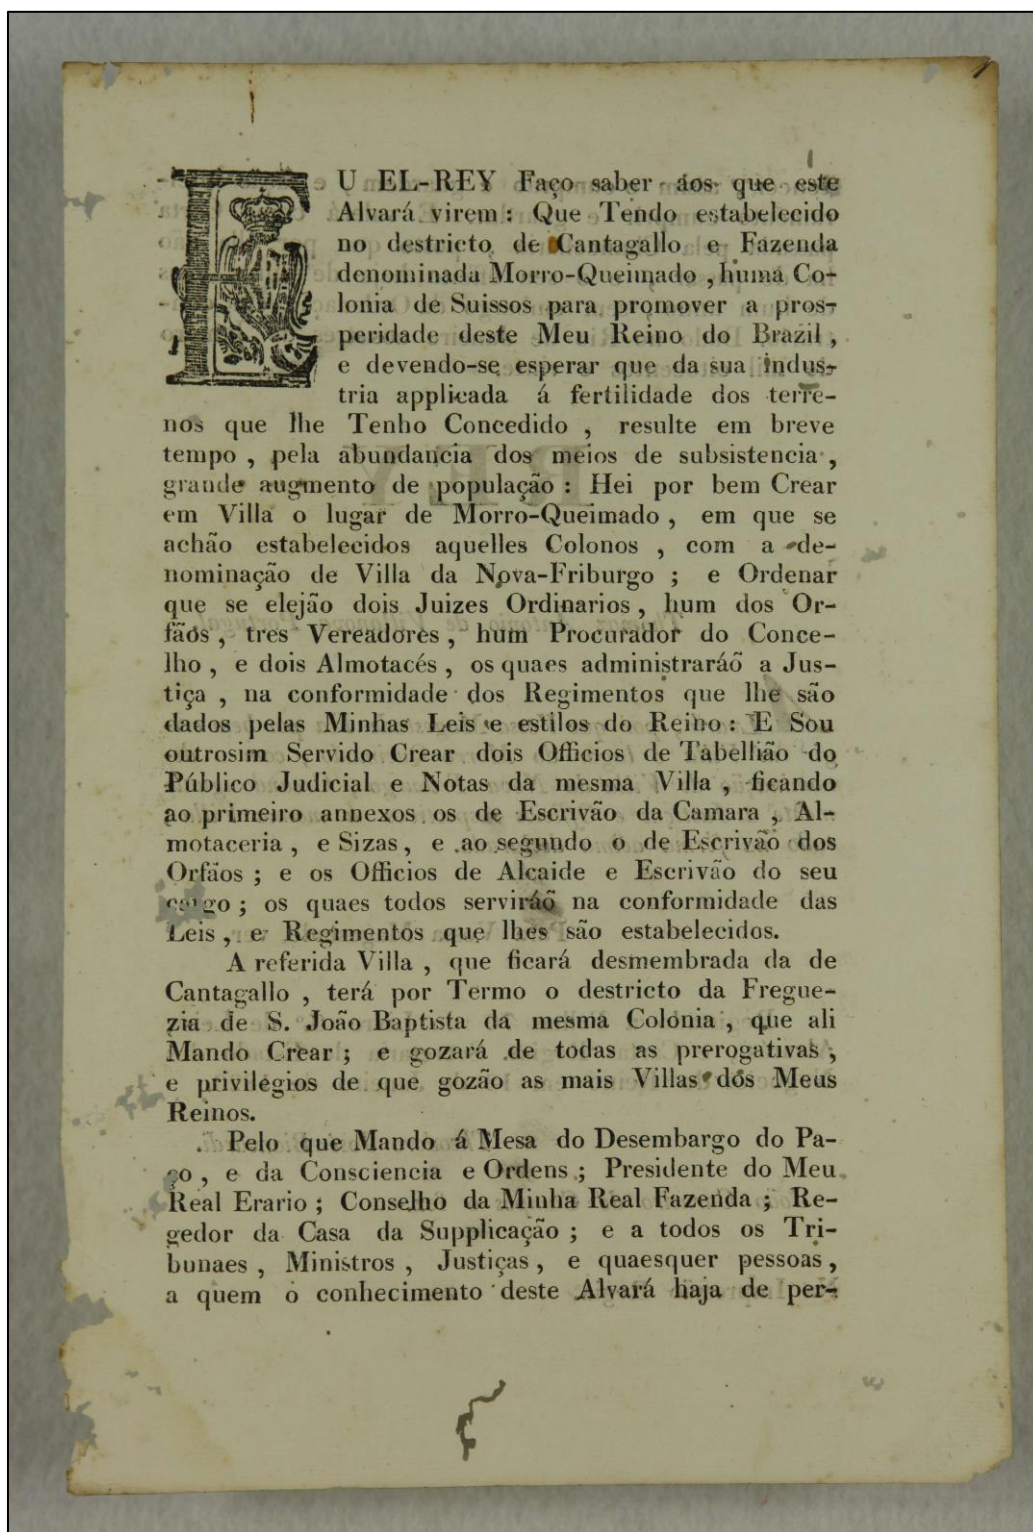 EU EL-REY Faço saber aos que este
Alvará virem : Que Tendo estabelecido
no destricto de Cantagallo e Fazenda
denominada Morro-Queimado , huma Co-
lonia de Suissos para promover a pros-
peridade deste Meu Reino do Brazil ,
e devendo-se esperar que da sua indus-
tria applicada á fertilidade dos terre-
nos que lhe Tenho Concedido , resulte em breve
tempo , pela abundancia dos meios de subsistencia ,
grande augmento de população : Hei por bem Crear
em Villa o lugar de Morro-Queimado , em que se
achão estabelecidos aquelles Colonos , com a de-
nominação de Villa da Nova-Friburgo ; e Ordenar
que se elejão dois Juizes Ordinarios , hum dos Or-
fãos , tres Vereadores , hum Procurador do Conce-
lho , e dois Almotacés , os quaes administraráõ a Jus-
tiça , na conformidade dos Regimentos que lhe são
dados pelas Minhas Leis e estilos do Reino : E Sou
outrosim Servido Crear dois Officios de Tabellião do
Público Judicial e Notas da mesma Villa , ficando
ao primeiro annexos os de Escrivão da Camara , Al-
motaceria , e Sizas , e ao segundo o de Escrivão dos
Orfãos ; e os Officios de Alcaide e Escrivão do seu
cargo ; os quaes todos serviráõ na conformidade das
Leis , e Regimentos que lhes são estabelecidos.
A referida Villa , que ficará desmembrada da de
Cantagallo , terá por Termo o destricto da Fregue-
zia de S. João Baptista da mesma Colonia , que ali
Mando Crear ; e gozará de todas as prerogativas ,
e privilegios de que gozão as mais Villas dos Meus
Reinos.
Pelo que Mando á Mesa do Desembargo do Pa-
ço , e da Consciencia e Ordens ; Presidente do Meu
Real Erario ; Conselho da Minha Real Fazenda ; Re-
gedor da Casa da Supplicação ; e a todos os Tri-
bunaes , Ministros , Justiças , e quaesquer pessoas ,
a quem o conhecimento deste Alvará haja de per-